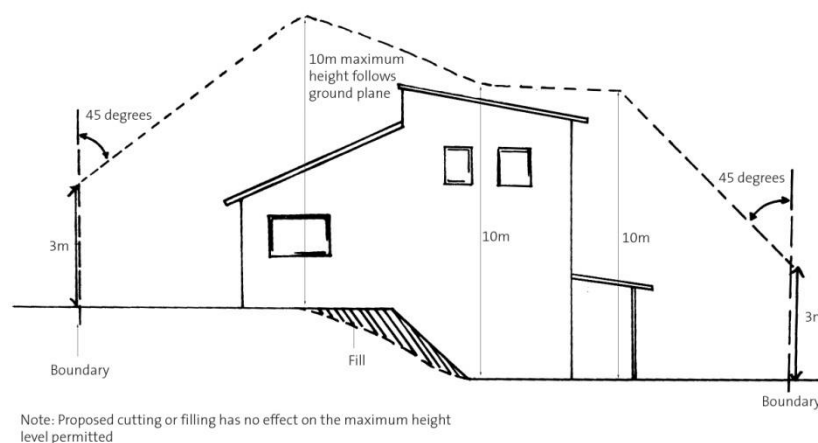 10m maximum
height follows
ground plane
45 degrees
45 degrees
3m
10m
10m
Fill
Boundary
Boundary
Note: Proposed cutting or filling has no effect on the maximum height
level permitted